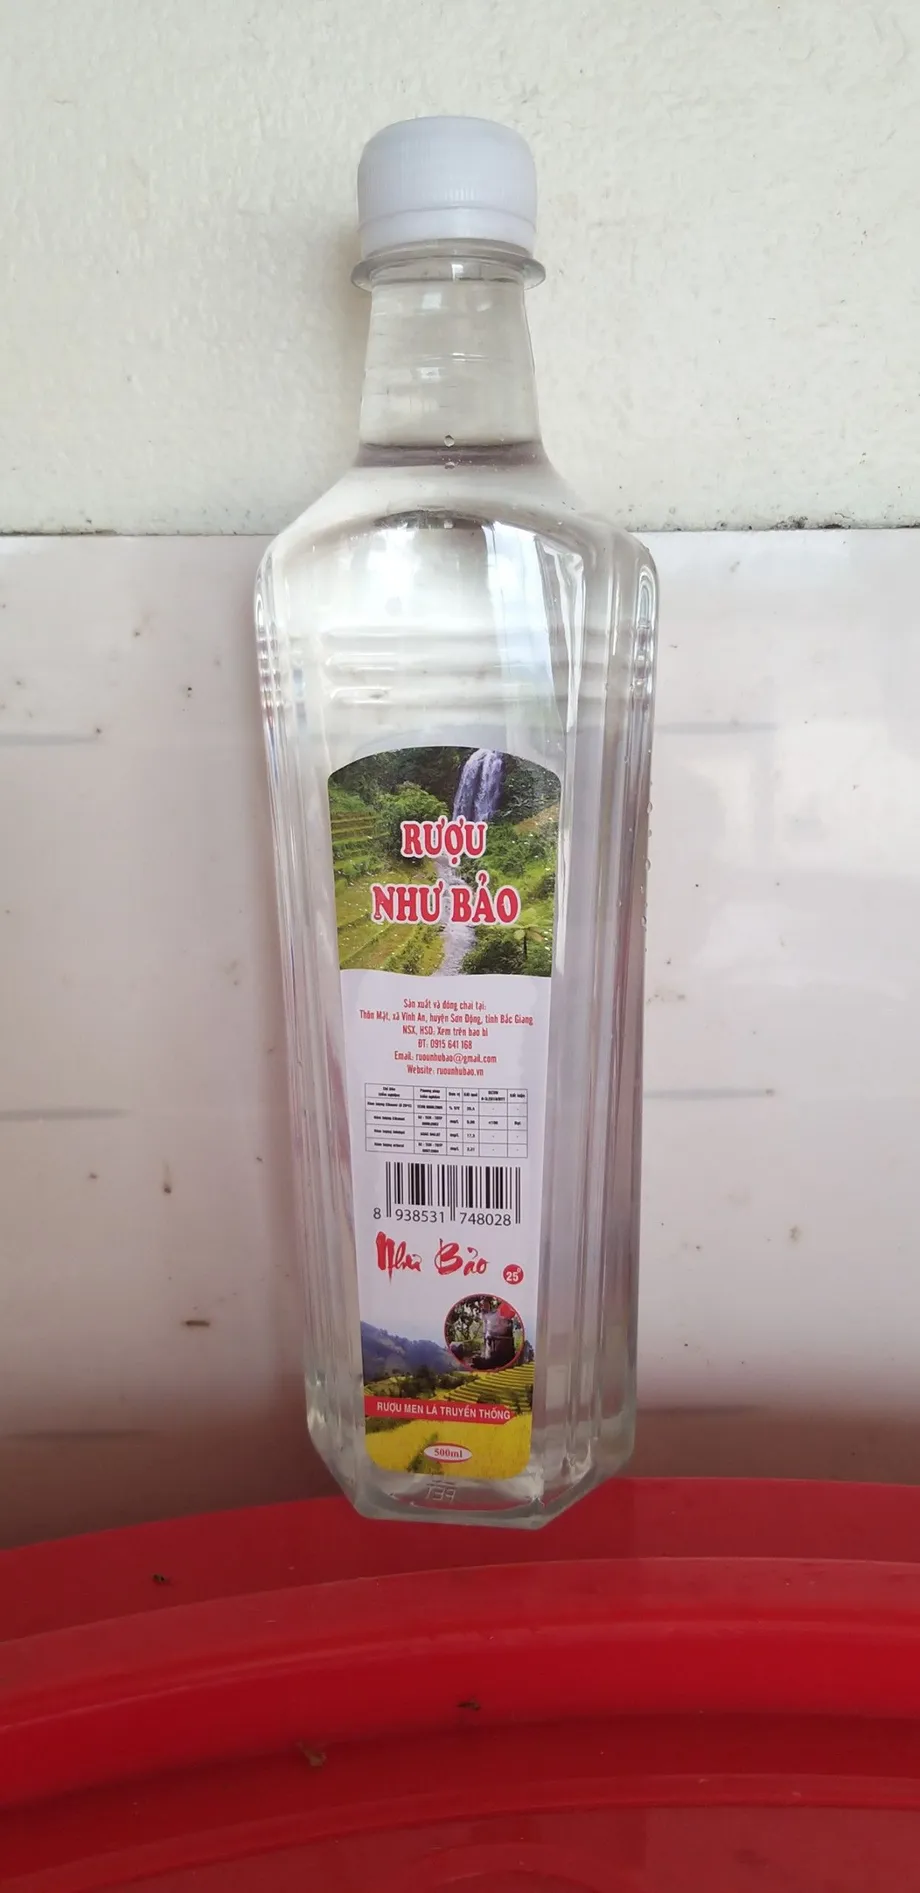 RƯỢU
NHƯ BẢO
Sản xuất và đóng chai tại:
Thôn Mật, xã Vĩnh An, huyện Sơn Động, tỉnh Bắc Giang
NSX, HSD: Xem trên bao bì
ĐT: 0915 641 168
Email: ruounhubao@gmail.com
Website: ruounhubao.vn
8 938531 748028
Như Bảo 25°
RƯỢU MEN LÁ TRUYỀN THỐNG
500ml
PET